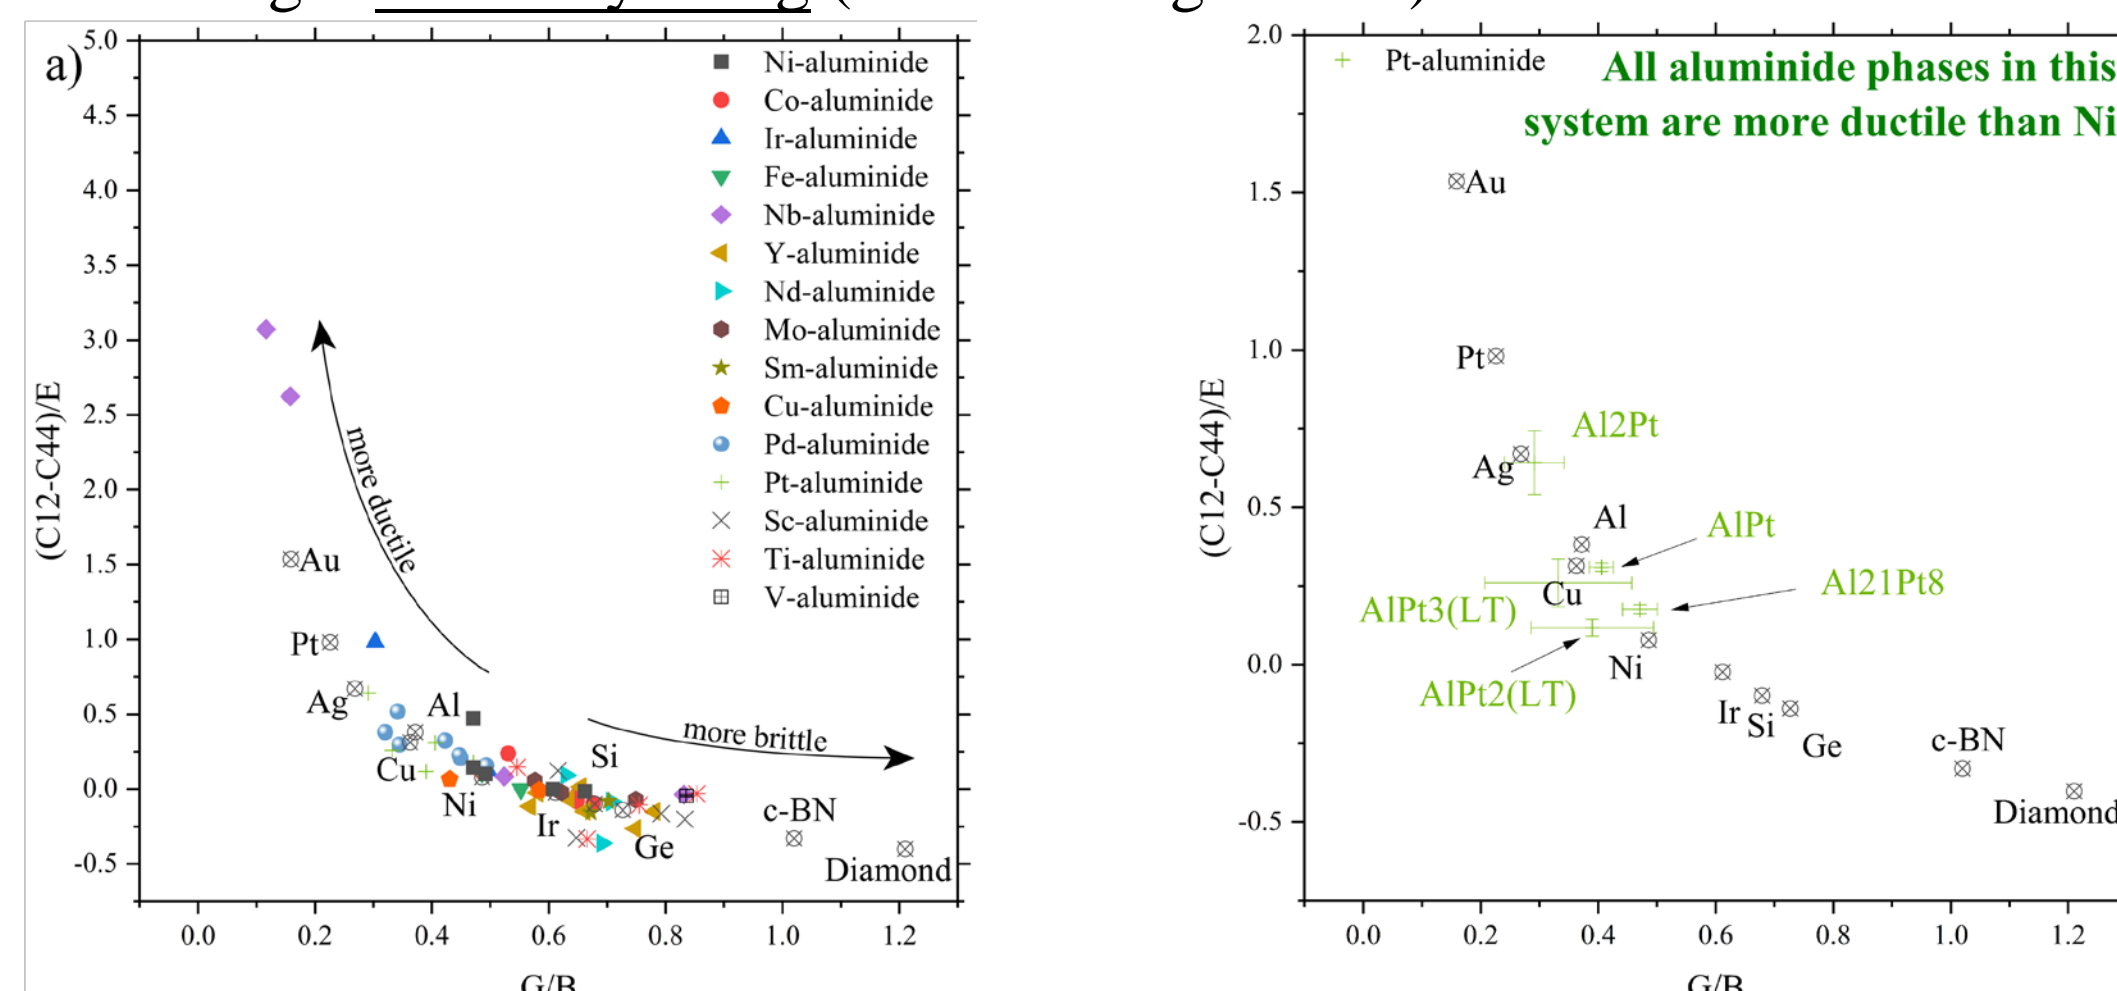 a)
5.0
4.5
4.0
3.5
3.0
2.5
2.0
1.5
1.0
0.5
0.0
-0.5
(C12-C44)/E
Ni-aluminide
Co-aluminide
Ir-aluminide
Fe-aluminide
Nb-aluminide
Y-aluminide
Nd-aluminide
Mo-aluminide
Sm-aluminide
Cu-aluminide
Pd-aluminide
Pt-aluminide
Sc-aluminide
Ti-aluminide
V-aluminide
more ductile
more brittle
Au
Pt
Ag
Al
Cu
Ni
Si
Ir
Ge
c-BN
Diamond
0.0 0.2 0.4 0.6 0.8 1.0 1.2
G/B
2.0
1.5
1.0
0.5
0.0
-0.5
(C12-C44)/E
Pt-aluminide
All aluminide phases in this
system are more ductile than Ni
Au
Pt
Al2Pt
Ag
Al
AlPt
Cu
Al21Pt8
AlPt3(LT)
Ni
AlPt2(LT)
Ir
Si
Ge
c-BN
Diamond
0.0 0.2 0.4 0.6 0.8 1.0 1.2
G/B